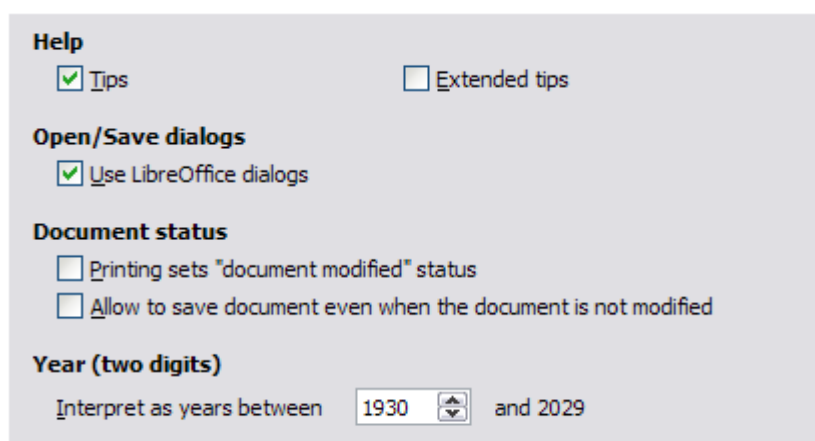 Help
Tips Extended tips
Open/Save dialogs
Use LibreOffice dialogs
Document status
Printing sets "document modified" status
Allow to save document even when the document is not modified
Year (two digits)
Interpret as years between 1930 and 2029